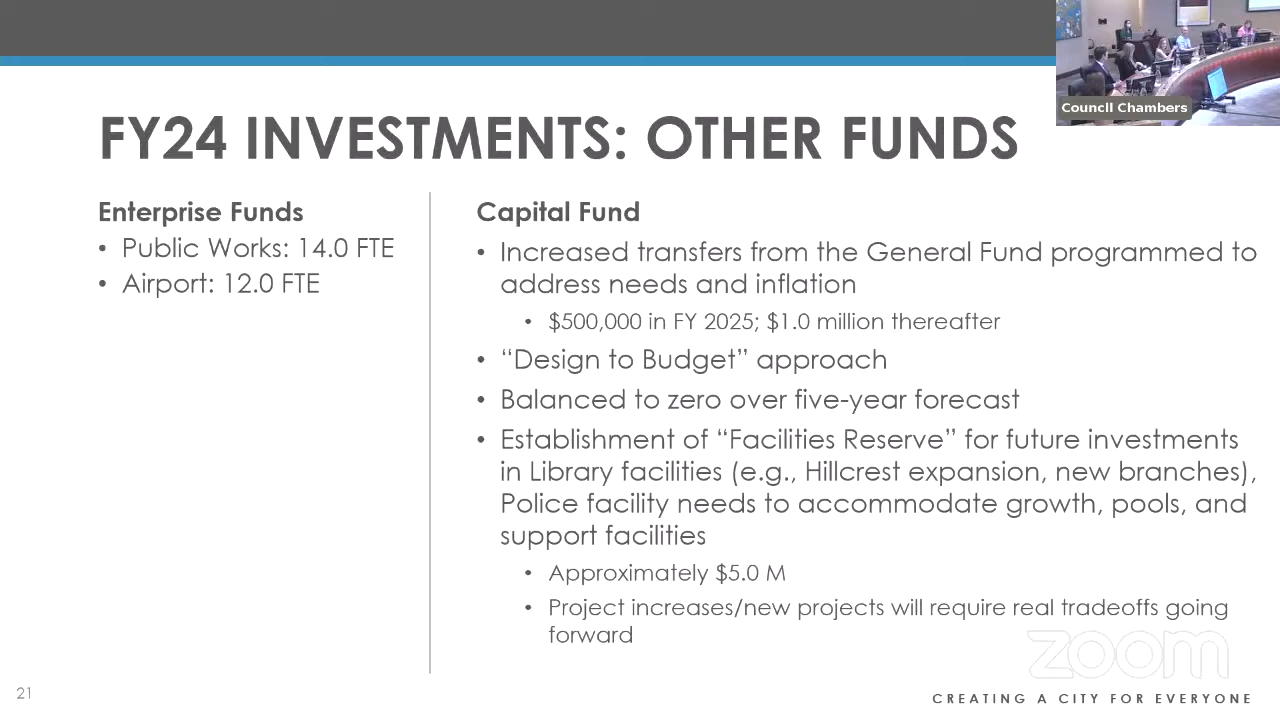 Council Chambers
FY24 INVESTMENTS: OTHER FUNDS
Enterprise Funds
• Public Works: 14.0 FTE
• Airport: 12.0 FTE
Capital Fund
• Increased transfers from the General Fund programmed to
address needs and inflation
• $500,000 in FY 2025; $1.0 million thereafter
• “Design to Budget” approach
• Balanced to zero over five-year forecast
• Establishment of “Facilities Reserve” for future investments
in Library facilities (e.g., Hillcrest expansion, new branches),
Police facility needs to accommodate growth, pools, and
support facilities
• Approximately $5.0 M
• Project increases/new projects will require real tradeoffs going
forward
zoom
21
CREATING A CITY FOR EVERYONE